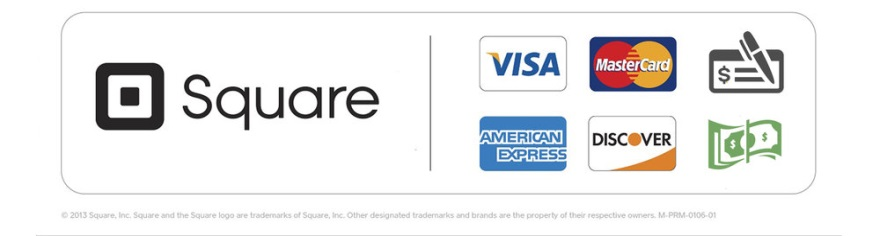 Square
VISA
MasterCard
$
AMERICAN
EXPRESS
DISCOVER
$ $
© 2013 Square, Inc. Square and the Square logo are trademarks of Square, Inc. Other designated trademarks and brands are the property of their respective owners. M-PRM-0106-01